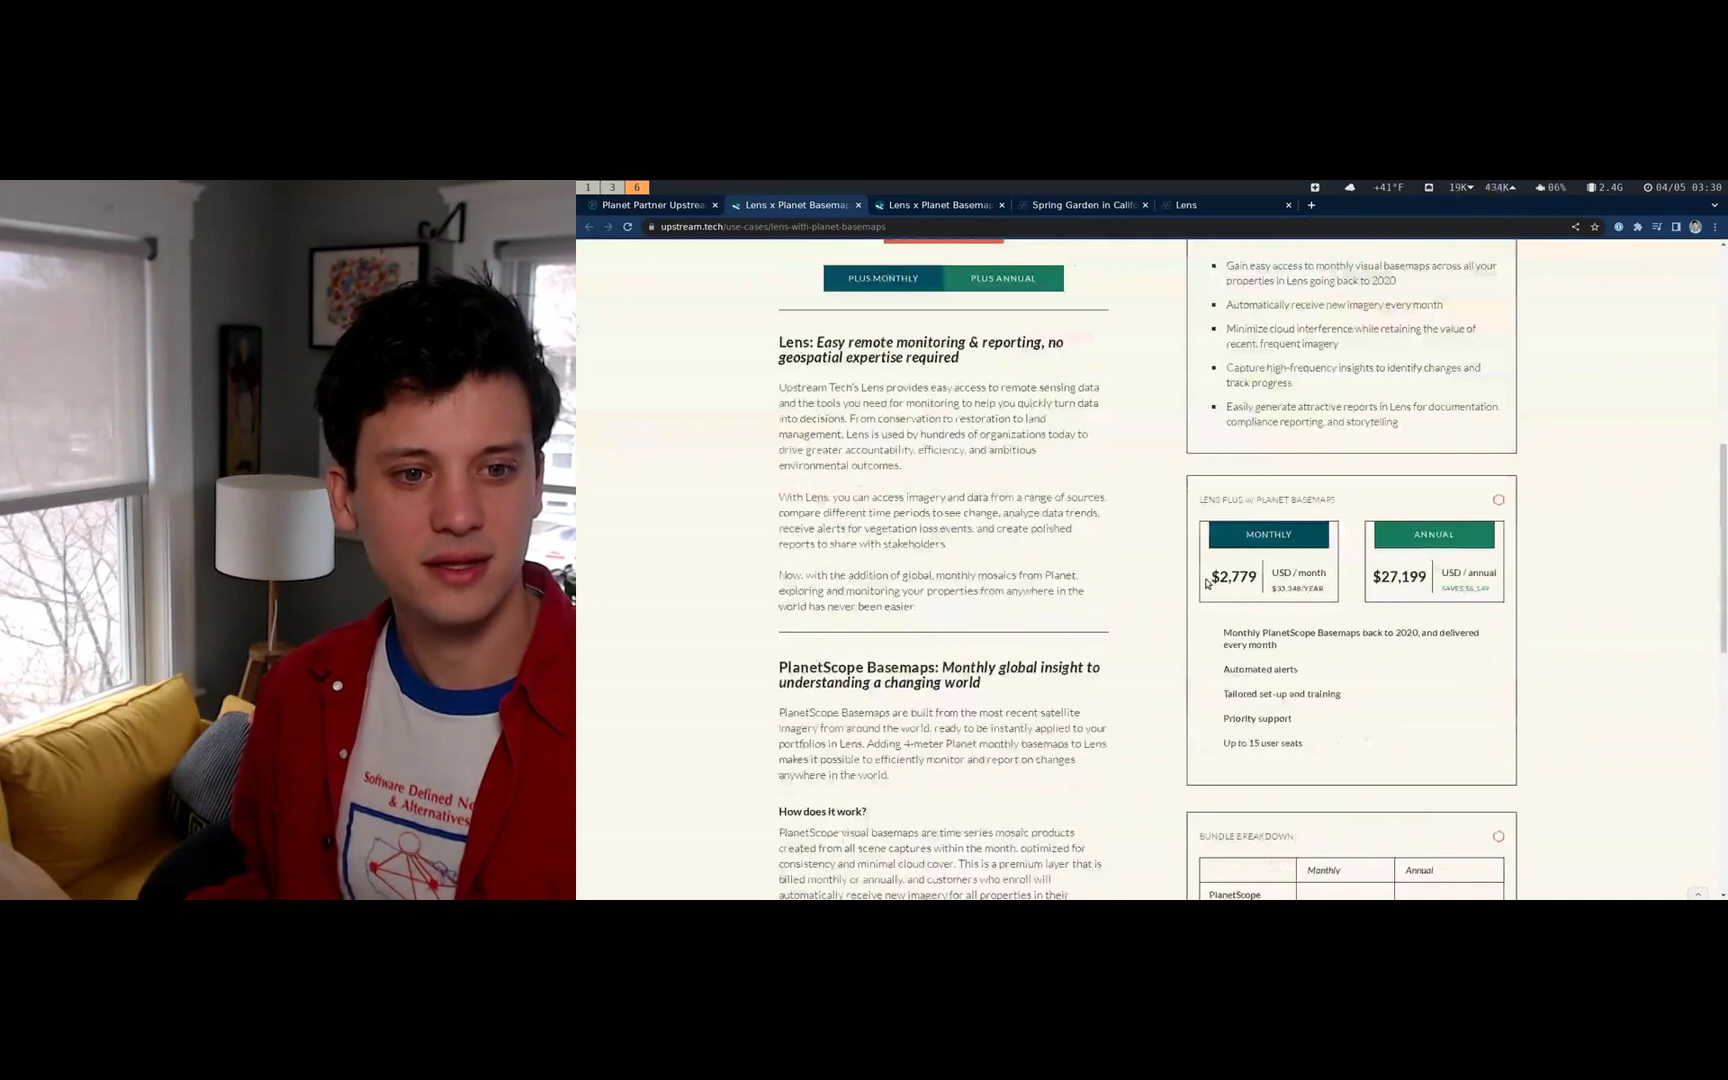 1 3 6
+41°F 19K 434K 06% 2.4G 04/05 03:30
Planet Partner Upstrea
Lens x Planet Basemap
Lens x Planet Basemap
Spring Garden in Califo
Lens
upstream.tech/use-cases/lens-with-planet-basemaps
PLUS MONTHLY
PLUS ANNUAL
Lens: Easy remote monitoring & reporting, no
geospatial expertise required
Upstream Tech's Lens provides easy access to remote sensing data
and the tools you need for monitoring to help you quickly turn data
into decisions. From conservation to restoration to land
management, Lens is used by hundreds of organizations today to
drive greater accountability, efficiency, and ambitious
environmental outcomes.
With Lens, you can access imagery and data from a range of sources,
compare different time periods to see change, analyze data trends,
receive alerts for vegetation loss events, and create polished
reports to share with stakeholders.
Now, with the addition of global, monthly mosaics from Planet,
exploring and monitoring your properties from anywhere in the
world has never been easier.
PlanetScope Basemaps: Monthly global insight to
understanding a changing world
PlanetScope Basemaps are built from the most recent satellite
imagery from around the world, ready to be instantly applied to your
portfolios in Lens. Adding 4-meter Planet monthly basemaps to Lens
makes it possible to efficiently monitor and report on changes
anywhere in the world.
How does it work?
PlanetScope visual basemaps are time series mosaic products
created from all scene captures within the month, optimized for
consistency and minimal cloud cover. This is a premium layer that is
billed monthly or annually, and customers who enroll will
automatically receive new imagery for all properties in their
Gain easy access to monthly visual basemaps across all your
properties in Lens going back to 2020
Automatically receive new imagery every month
Minimize cloud interference while retaining the value of
recent, frequent imagery
Capture high-frequency insights to identify changes and
track progress
Easily generate attractive reports in Lens for documentation,
compliance reporting, and storytelling
LENS PLUS w/ PLANET BASEMAPS
MONTHLY
$2,779
USD / month
$33,348/YEAR
ANNUAL
$27,199
USD / annual
SAVES $6,149
Monthly PlanetScope Basemaps back to 2020, and delivered
every month
Automated alerts
Tailored set-up and training
Priority support
Up to 15 user seats
BUNDLE BREAKDOWN
Monthly
Annual
PlanetScope
Software Defined Ne
& Alternatives